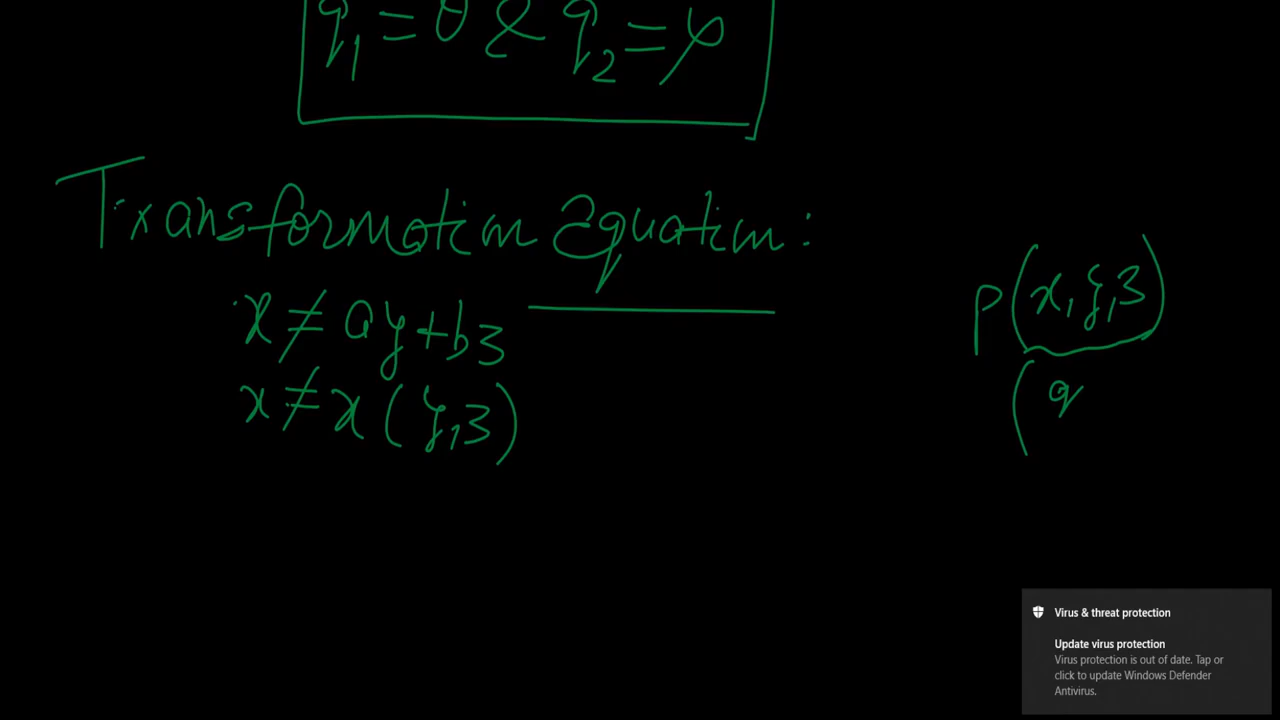 q₁ = θ & q₂ = φ
Transformation Equation:
x ≠ ay + bz
x ≠ x (y, z)
P(x, y, z)
(q
Virus & threat protection
Update virus protection
Virus protection is out of date. Tap or
click to update Windows Defender
Antivirus.